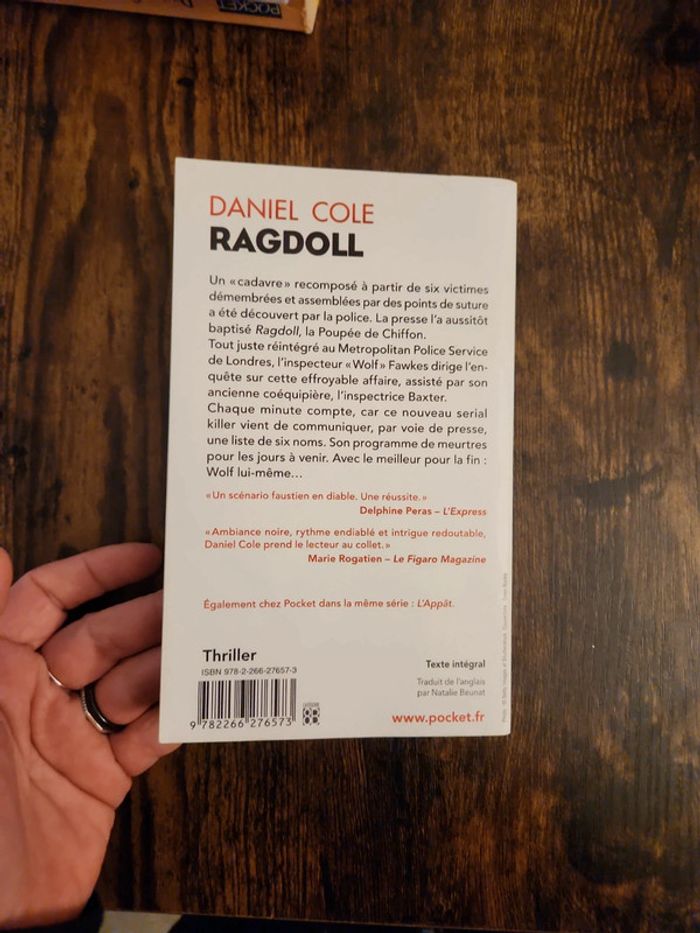 POCKET
DANIEL COLE
RAGDOLL
Un «cadavre» recomposé à partir de six victimes
démembrées et assemblées par des points de suture
a été découvert par la police. La presse l'a aussitôt
baptisé Ragdoll, la Poupée de Chiffon.
Tout juste réintégré au Metropolitan Police Service
de Londres, l'inspecteur «Wolf» Fawkes dirige l'en-
quête sur cette effroyable affaire, assisté par son
ancienne coéquipière, l'inspectrice Baxter.
Chaque minute compte, car ce nouveau serial
killer vient de communiquer, par voie de presse,
une liste de six noms. Son programme de meurtres
pour les jours à venir. Avec le meilleur pour la fin :
Wolf lui-même…
«Un scénario faustien en diable. Une réussite.»
Delphine Peras – L'Express
«Ambiance noire, rythme endiablé et intrigue redoutable,
Daniel Cole prend le lecteur au collet.»
Marie Rogatien – Le Figaro Magazine
Également chez Pocket dans la même série : L'Appât.
Thriller
ISBN 978-2-266-27657-3
9 782266 276573
Texte intégral
Traduit de l'anglais
par Natalie Beunat
www.pocket.fr